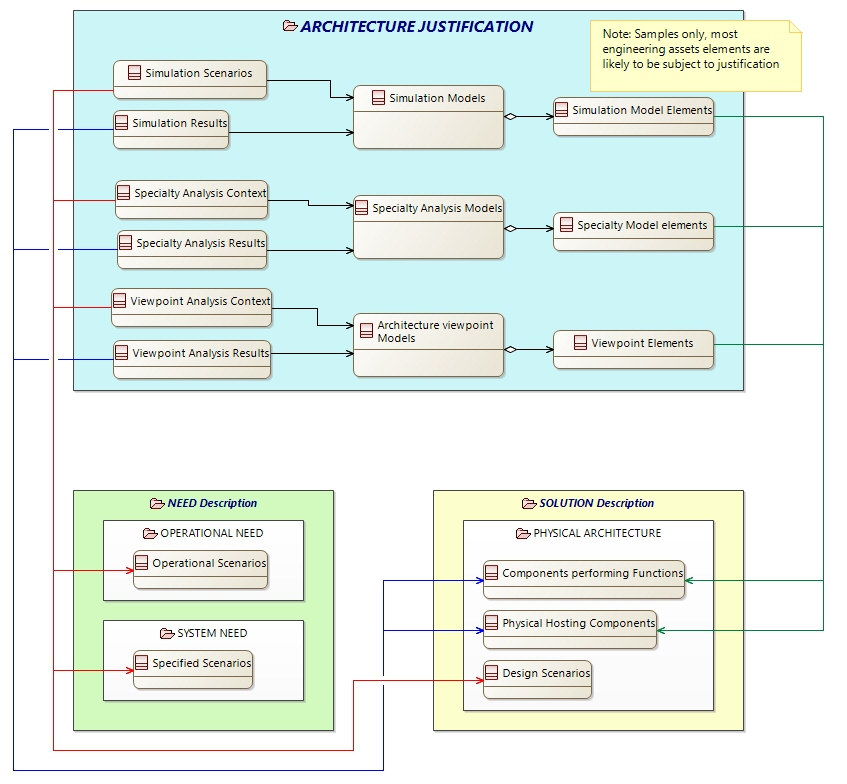 ARCHITECTURE JUSTIFICATION
Note: Samples only, most
engineering assets elements are
likely to be subject to justification
Simulation Scenarios
Simulation Models
Simulation Model Elements
Simulation Results
Specialty Analysis Context
Specialty Analysis Models
Specialty Model elements
Specialty Analysis Results
Viewpoint Analysis Context
Architecture viewpoint
Models
Viewpoint Elements
Viewpoint Analysis Results
NEED Description
OPERATIONAL NEED
Operational Scenarios
SYSTEM NEED
Specified Scenarios
SOLUTION Description
PHYSICAL ARCHITECTURE
Components performing Functions
Physical Hosting Components
Design Scenarios